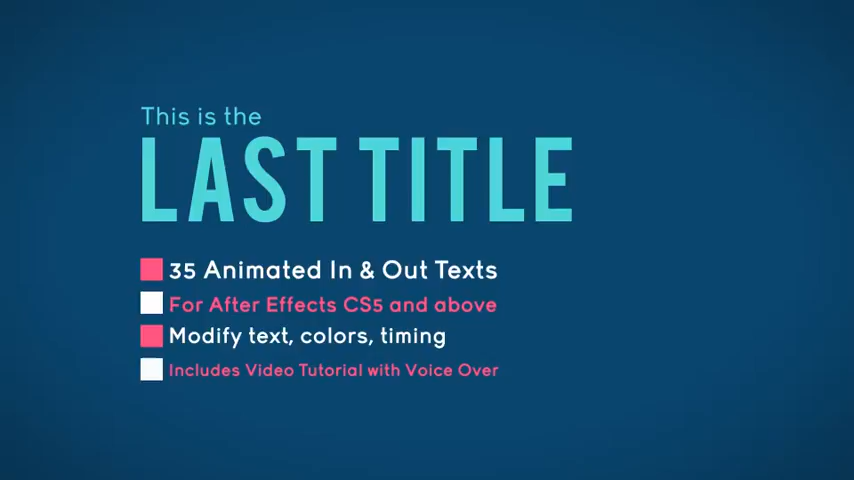 This is the
LAST TITLE
35 Animated In & Out Texts
For After Effects CS5 and above
Modify text, colors, timing
Includes Video Tutorial with Voice Over